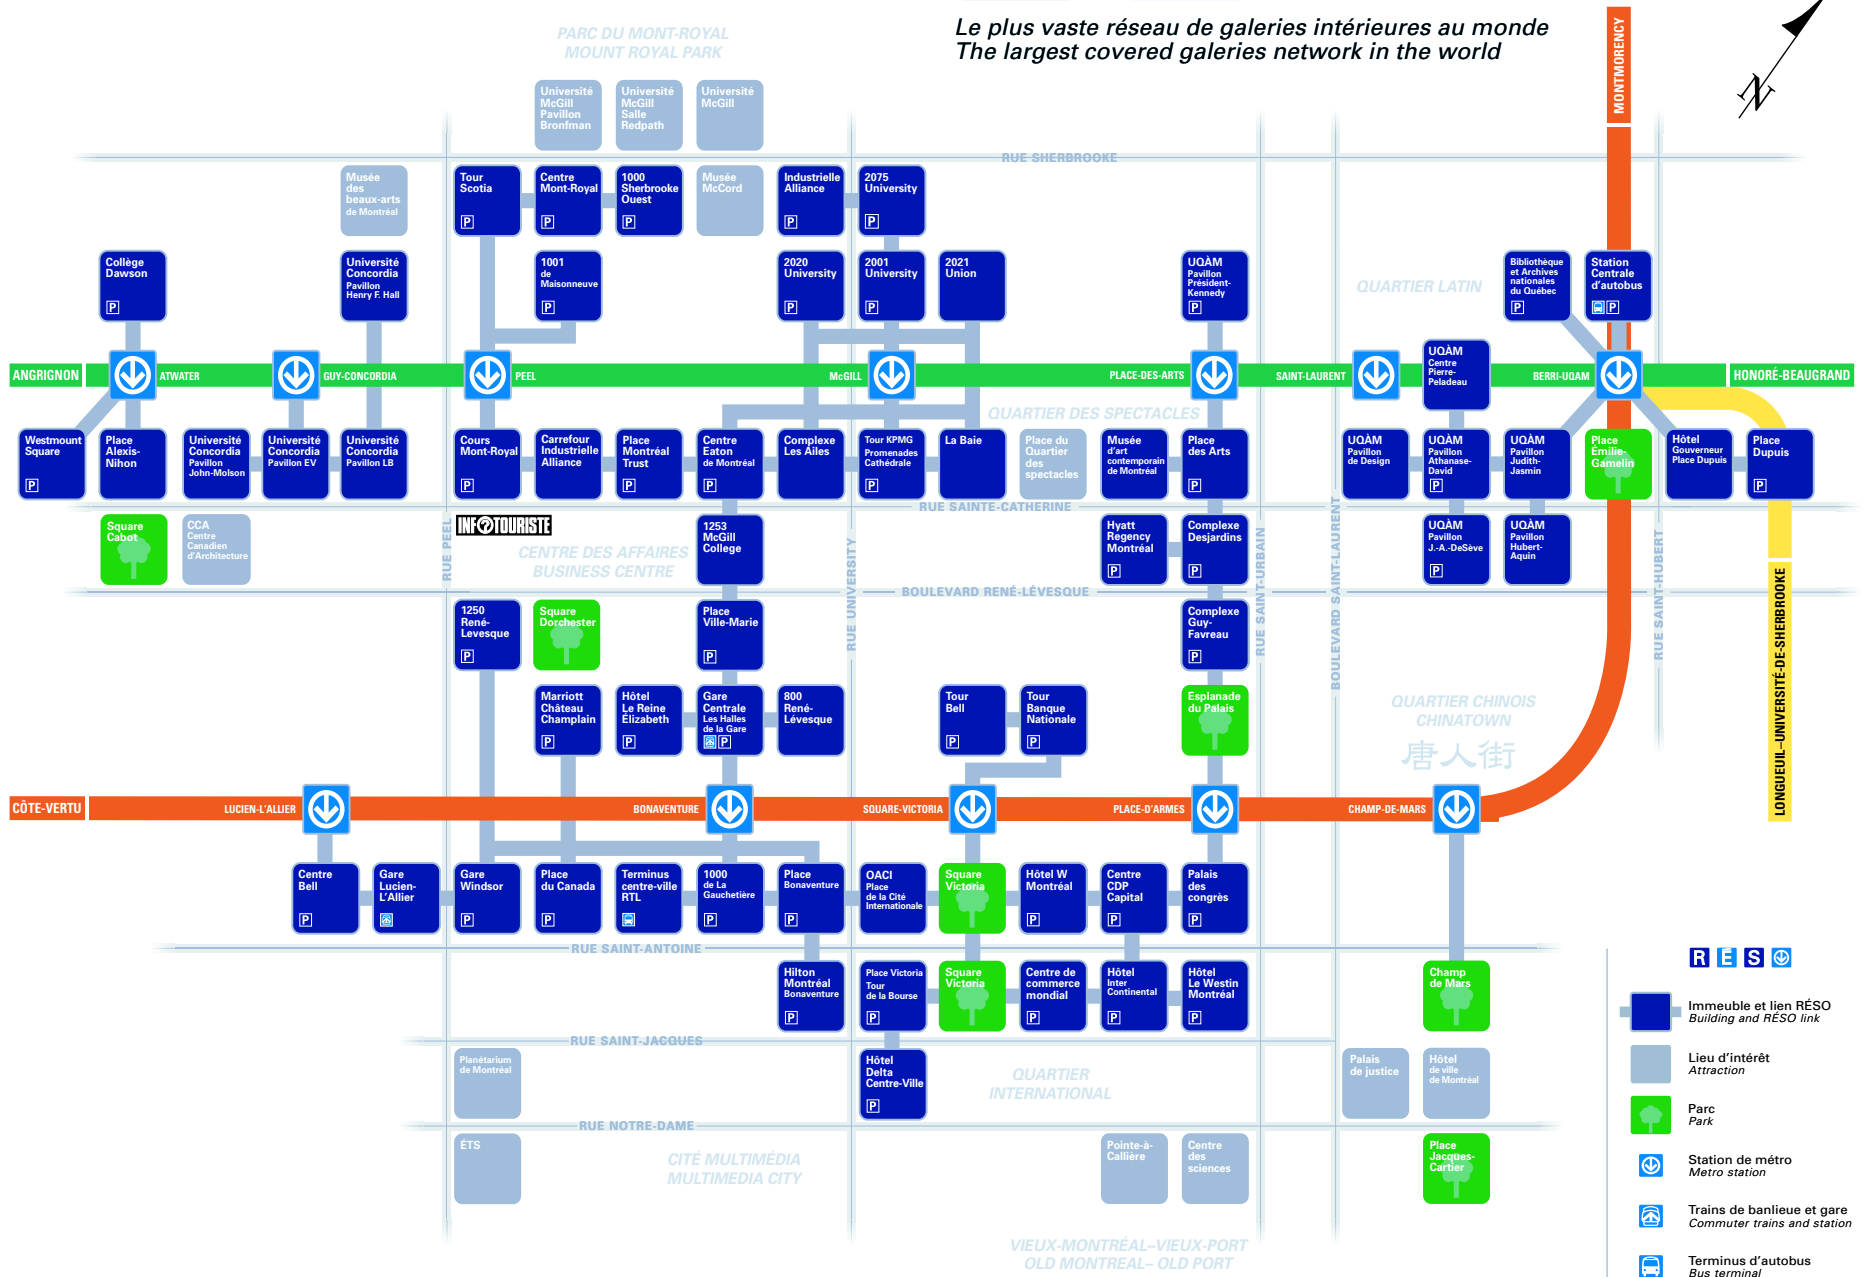 Le plus vaste réseau de galeries intérieures au monde
The largest covered galeries network in the world
PARC DU MONT-ROYAL
MOUNT ROYAL PARK
MONTMORENCY
N
Université
McGill
Pavillon
Bronfman
Université
McGill
Salle
Redpath
Université
McGill
RUE SHERBROOKE
Musée
des
beaux-arts
de Montréal
Tour
Scotia
P
Centre
Mont-Royal
P
1000
Sherbrooke
Ouest
P
Musée
McCord
Industrielle
Alliance
P
2075
University
P
Collège
Dawson
P
Université
Concordia
Pavillon
Henry F. Hall
1001
de
Maisonneuve
P
2020
University
P
2001
University
P
2021
Union
UQÀM
Pavillon
Président-
Kennedy
P
QUARTIER LATIN
Bibliothèque
et Archives
nationales
du Québec
P
Station
Centrale
d'autobus
P
ANGRIGNON
ATWATER
GUY-CONCORDIA
PEEL
McGILL
PLACE-DES-ARTS
SAINT-LAURENT
UQÀM
Centre
Pierre-
Peladeau
BERRI-UQAM
HONORÉ-BEAUGRAND
QUARTIER DES SPECTACLES
Westmount
Square
P
Place
Alexis-
Nihon
Université
Concordia
Pavillon
John-Molson
Université
Concordia
Pavillon EV
Université
Concordia
Pavillon LB
Cours
Mont-Royal
P
Carrefour
Industrielle
Alliance
Place
Montréal
Trust
P
Centre
Eaton
de Montréal
P
Complexe
Les Ailes
Tour KPMG
Promenades
Cathédrale
P
La Baie
Place du
Quartier
des
spectacles
Musée
d'art
contemporain
de Montréal
Place
des Arts
P
UQÀM
Pavillon
de Design
UQÀM
Pavillon
Athanase-
David
P
UQÀM
Pavillon
Judith-
Jasmin
Place
Émilie-
Gamelin
P
Hôtel
Gouverneur
Place Dupuis
Place
Dupuis
P
RUE SAINTE-CATHERINE
Square
Cabot
CCA
Centre
Canadien
d'Architecture
RUE PEEL
INF?TOURISTE
CENTRE DES AFFAIRES
BUSINESS CENTRE
1253
McGill
College
RUE UNIVERSITY
Hyatt
Regency
Montréal
P
Complexe
Desjardins
P
RUE SAINT-URBAIN
BOULEVARD SAINT-LAURENT
UQÀM
Pavillon
J.-A.-DeSève
P
UQÀM
Pavillon
Hubert-
Aquin
RUE SAINT-HUBERT
LONGUEUIL–UNIVERSITÉ-DE-SHERBROOKE
BOULEVARD RENÉ-LÉVESQUE
1250
René-
Levesque
P
Square
Dorchester
Place
Ville-Marie
P
Complexe
Guy-
Favreau
P
Marriott
Château
Champlain
P
Hôtel
Le Reine
Élizabeth
P
Gare
Centrale
Les Halles
de la Gare
P
800
René-
Lévesque
Tour
Bell
P
Tour
Banque
Nationale
P
Esplanade
du Palais
QUARTIER CHINOIS
CHINATOWN
唐人街
CÔTE-VERTU
LUCIEN-L'ALLIER
BONAVENTURE
SQUARE-VICTORIA
PLACE-D'ARMES
CHAMP-DE-MARS
Centre
Bell
P
Gare
Lucien-
L'Allier
Gare
Windsor
P
Place
du Canada
P
Terminus
centre-ville
RTL
1000
de La
Gauchetière
P
Place
Bonaventure
P
OACI
Place
de la Cité
Internationale
Square
Victoria
Hôtel W
Montréal
P
Centre
CDP
Capital
P
Palais
des
congrès
P
RUE SAINT-ANTOINE
Hilton
Montréal
Bonaventure
P
Place Victoria
Tour
de la Bourse
P
Square
Victoria
Centre de
commerce
mondial
P
Hôtel
Inter
Continental
P
Hôtel
Le Westin
Montréal
P
Champ
de Mars
RUE SAINT-JACQUES
Planétarium
de Montréal
Hôtel
Delta
Centre-Ville
P
QUARTIER
INTERNATIONAL
Palais
de justice
Hôtel
de ville
de Montréal
RUE NOTRE-DAME
ÉTS
CITÉ MULTIMÉDIA
MULTIMEDIA CITY
Pointe-à-
Callière
Centre
des
sciences
Place
Jacques-
Cartier
VIEUX-MONTRÉAL–VIEUX-PORT
OLD MONTREAL– OLD PORT
RÉS
Immeuble et lien RÉSO
Building and RÉSO link
Lieu d'intérêt
Attraction
Parc
Park
Station de métro
Metro station
Trains de banlieue et gare
Commuter trains and station
Terminus d'autobus
Bus terminal